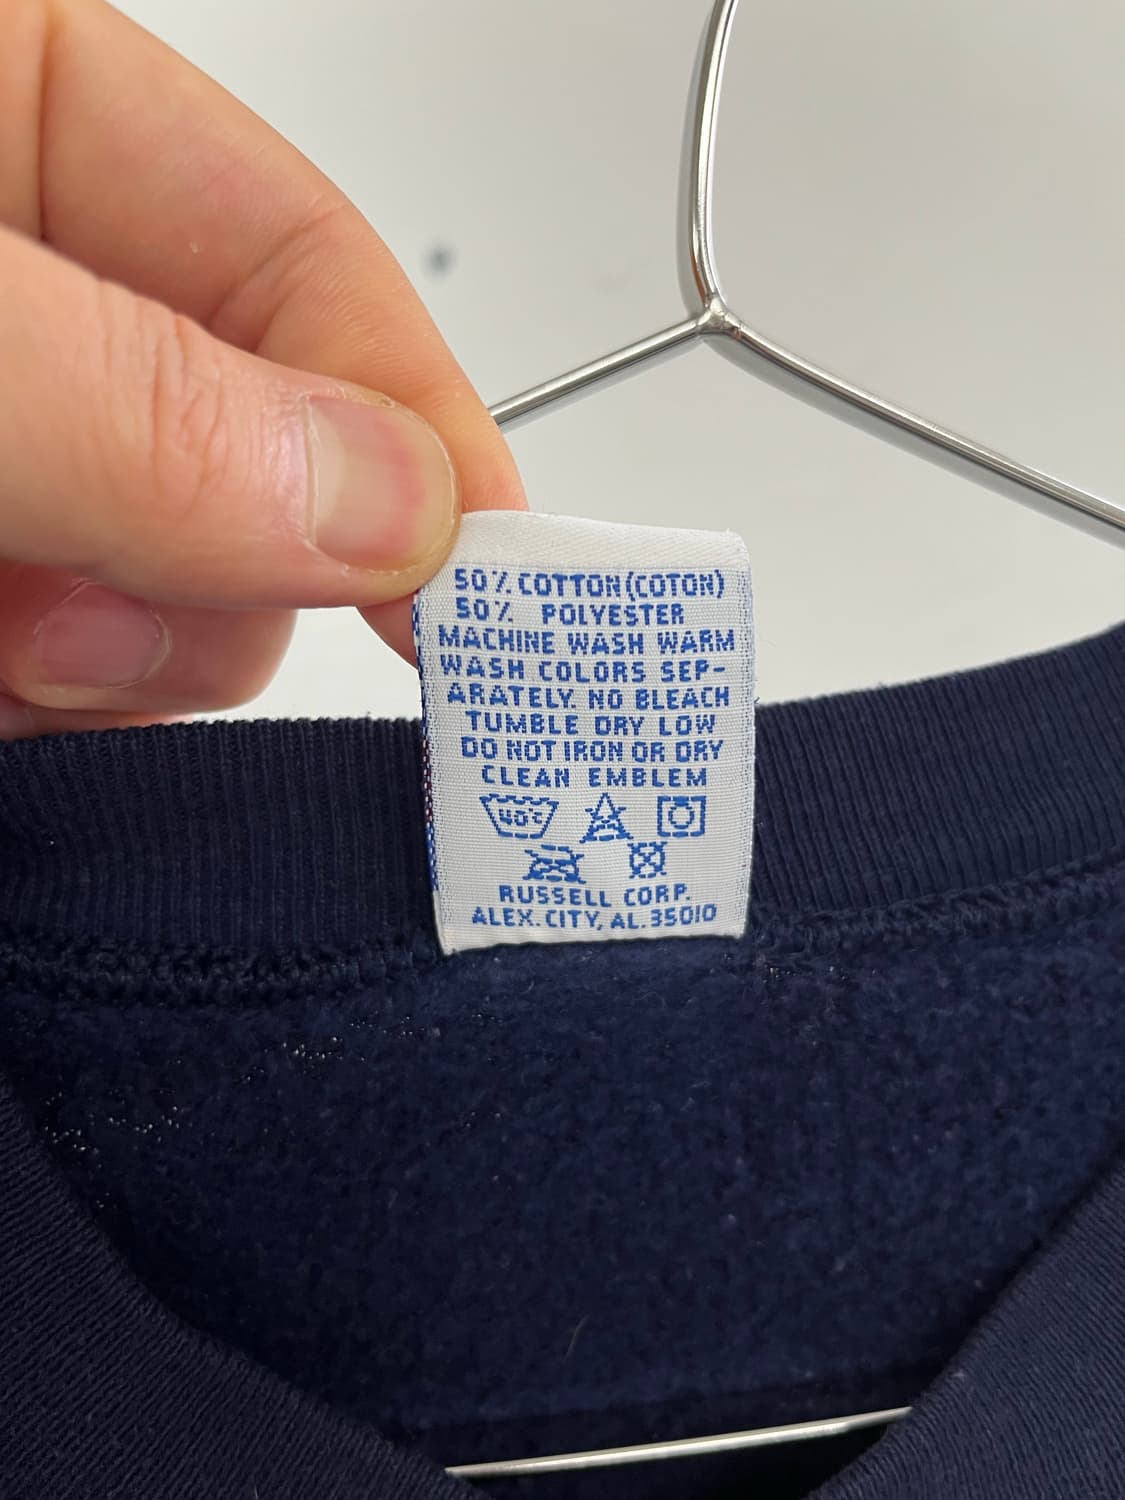 50% COTTON (COTON)
50% POLYESTER
MACHINE WASH WARM
WASH COLORS SEP-
ARATELY. NO BLEACH
TUMBLE DRY LOW
DO NOT IRON OR DRY
CLEAN EMBLEM
40°C
RUSSELL CORP.
ALEX. CITY, AL. 35010